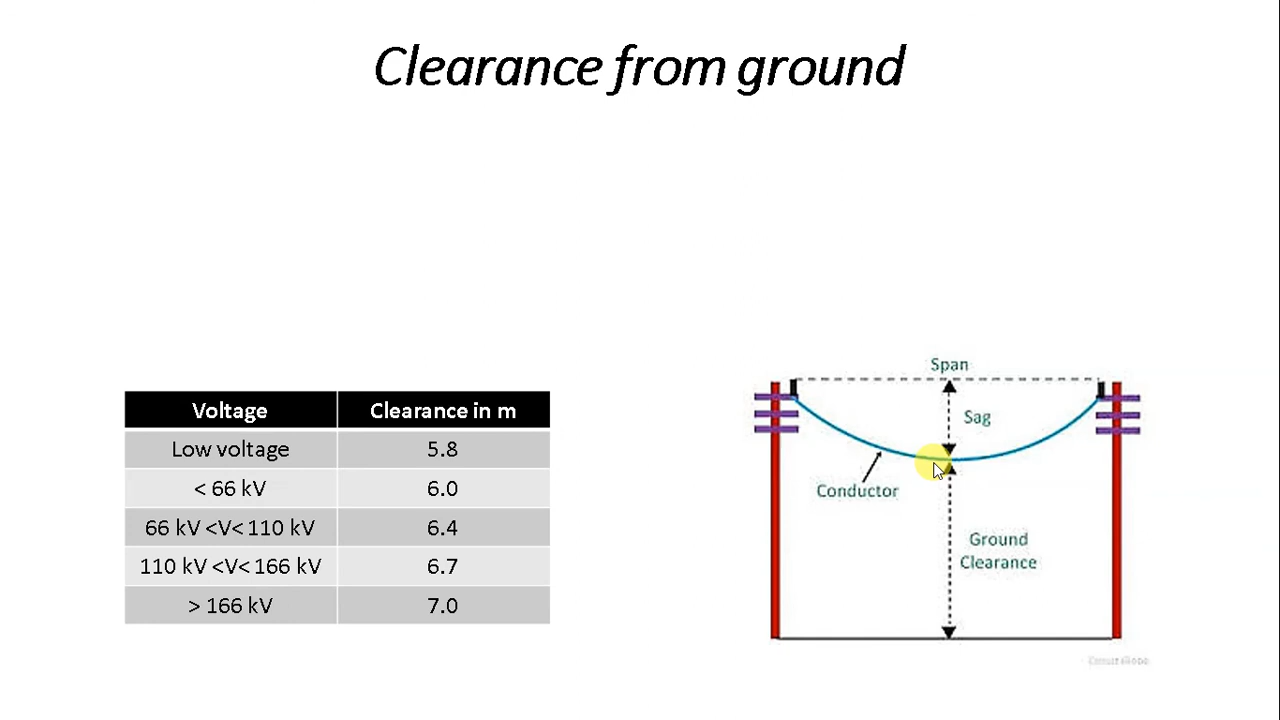 Clearance from ground
Voltage Clearance in m
Low voltage 5.8
< 66 kV 6.0
66 kV <V< 110 kV 6.4
110 kV <V< 166 kV 6.7
> 166 kV 7.0
Span
Sag
Conductor
Ground
Clearance